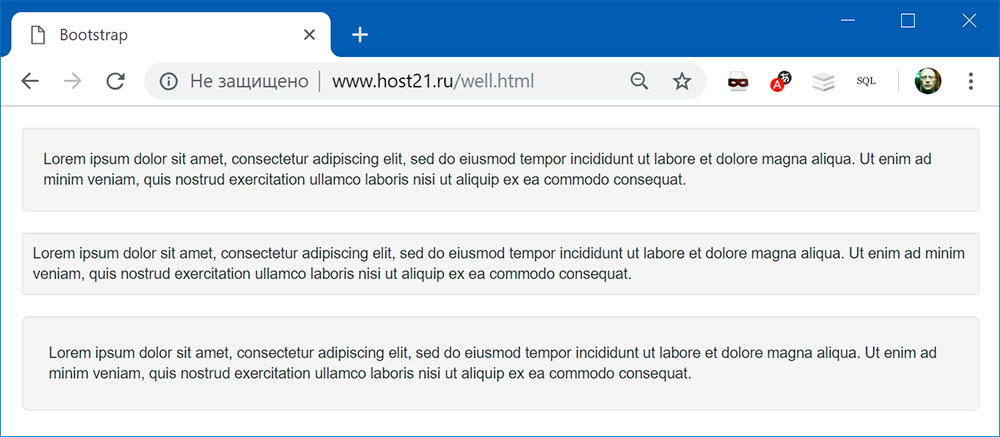 Bootstrap
Не защищено | www.host21.ru/well.html
A あ
SQL
Lorem ipsum dolor sit amet, consectetur adipiscing elit, sed do eiusmod tempor incididunt ut labore et dolore magna aliqua. Ut enim ad
minim veniam, quis nostrud exercitation ullamco laboris nisi ut aliquip ex ea commodo consequat.
Lorem ipsum dolor sit amet, consectetur adipiscing elit, sed do eiusmod tempor incididunt ut labore et dolore magna aliqua. Ut enim ad minim
veniam, quis nostrud exercitation ullamco laboris nisi ut aliquip ex ea commodo consequat.
Lorem ipsum dolor sit amet, consectetur adipiscing elit, sed do eiusmod tempor incididunt ut labore et dolore magna aliqua. Ut enim ad
minim veniam, quis nostrud exercitation ullamco laboris nisi ut aliquip ex ea commodo consequat.